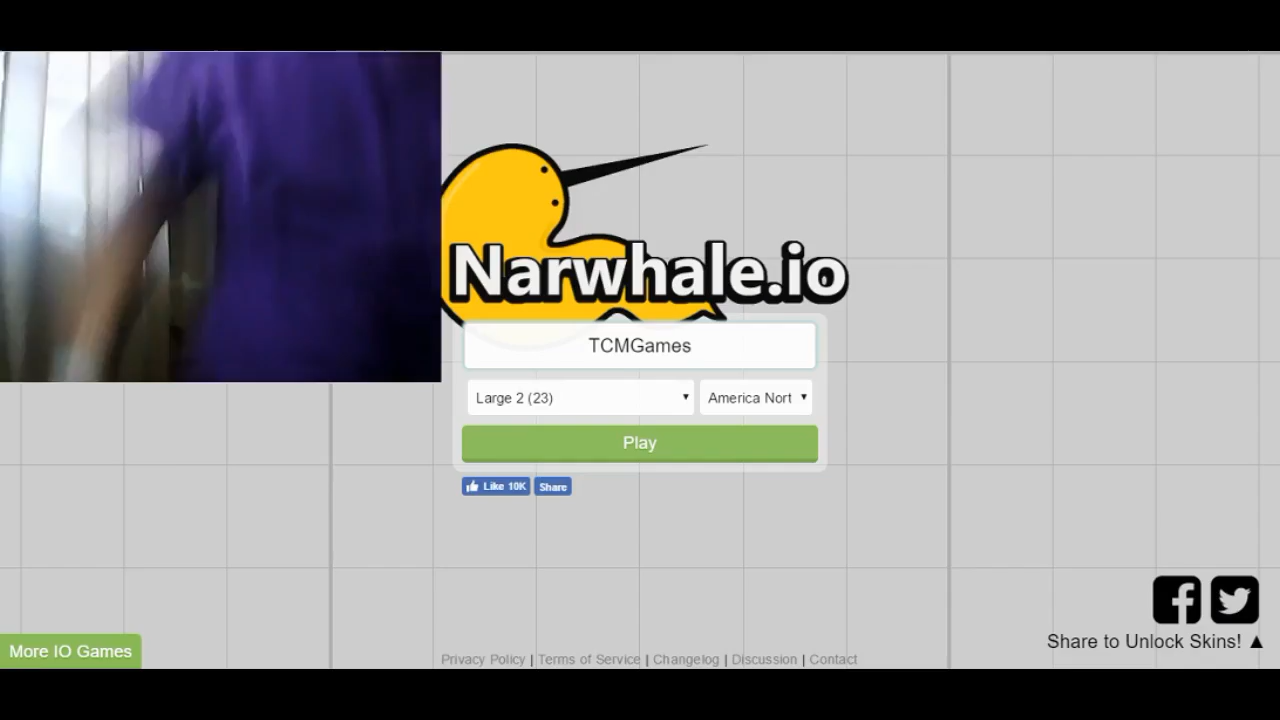 Narwhale.io
TCMGames
Large 2 (23)
America Nort
Play
Like 10K
Share
Share to Unlock Skins! ▲
More IO Games
Privacy Policy | Terms of Service | Changelog | Discussion | Contact